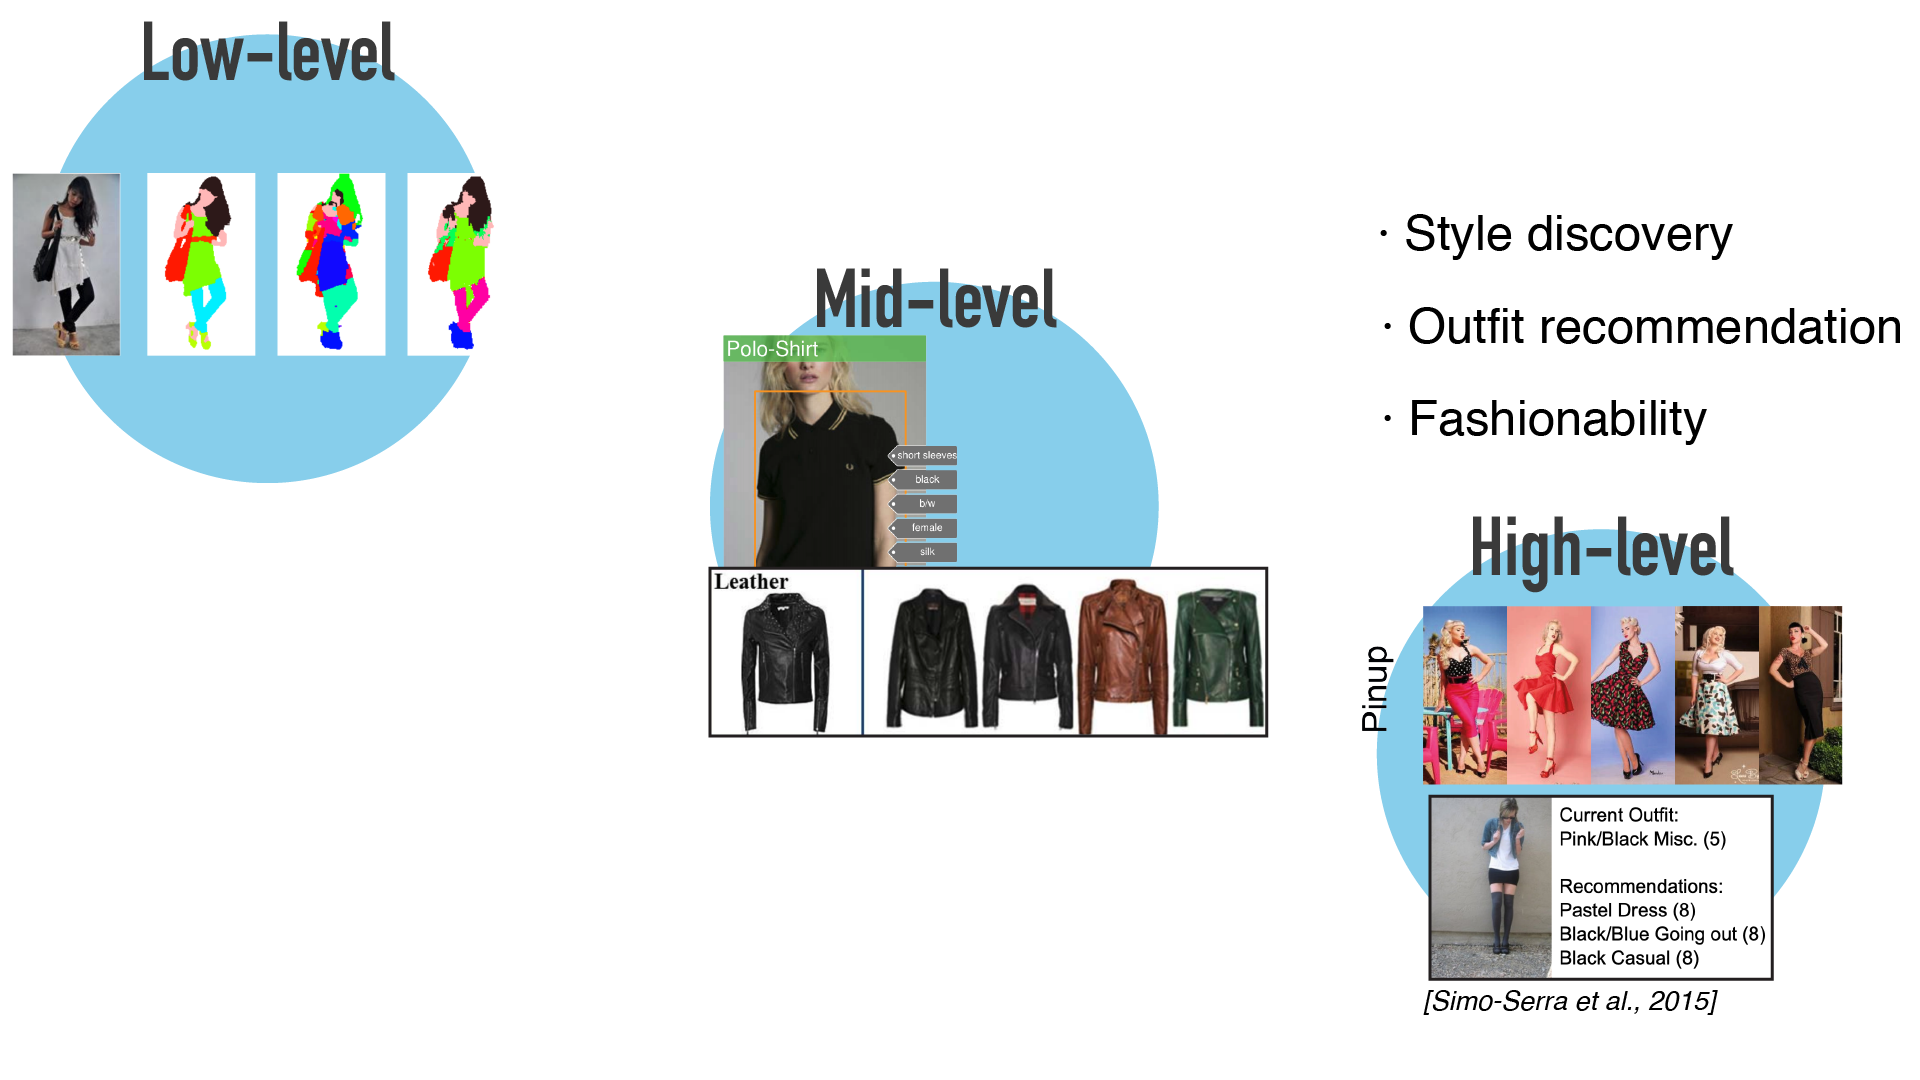 Low-level
Mid-level
Polo-Shirt
short sleeves
black
b/w
female
silk
Leather
· Style discovery
· Outfit recommendation
· Fashionability
High-level
Pinup
Current Outfit:
Pink/Black Misc. (5)
Recommendations:
Pastel Dress (8)
Black/Blue Going out (8)
Black Casual (8)
[Simo-Serra et al., 2015]